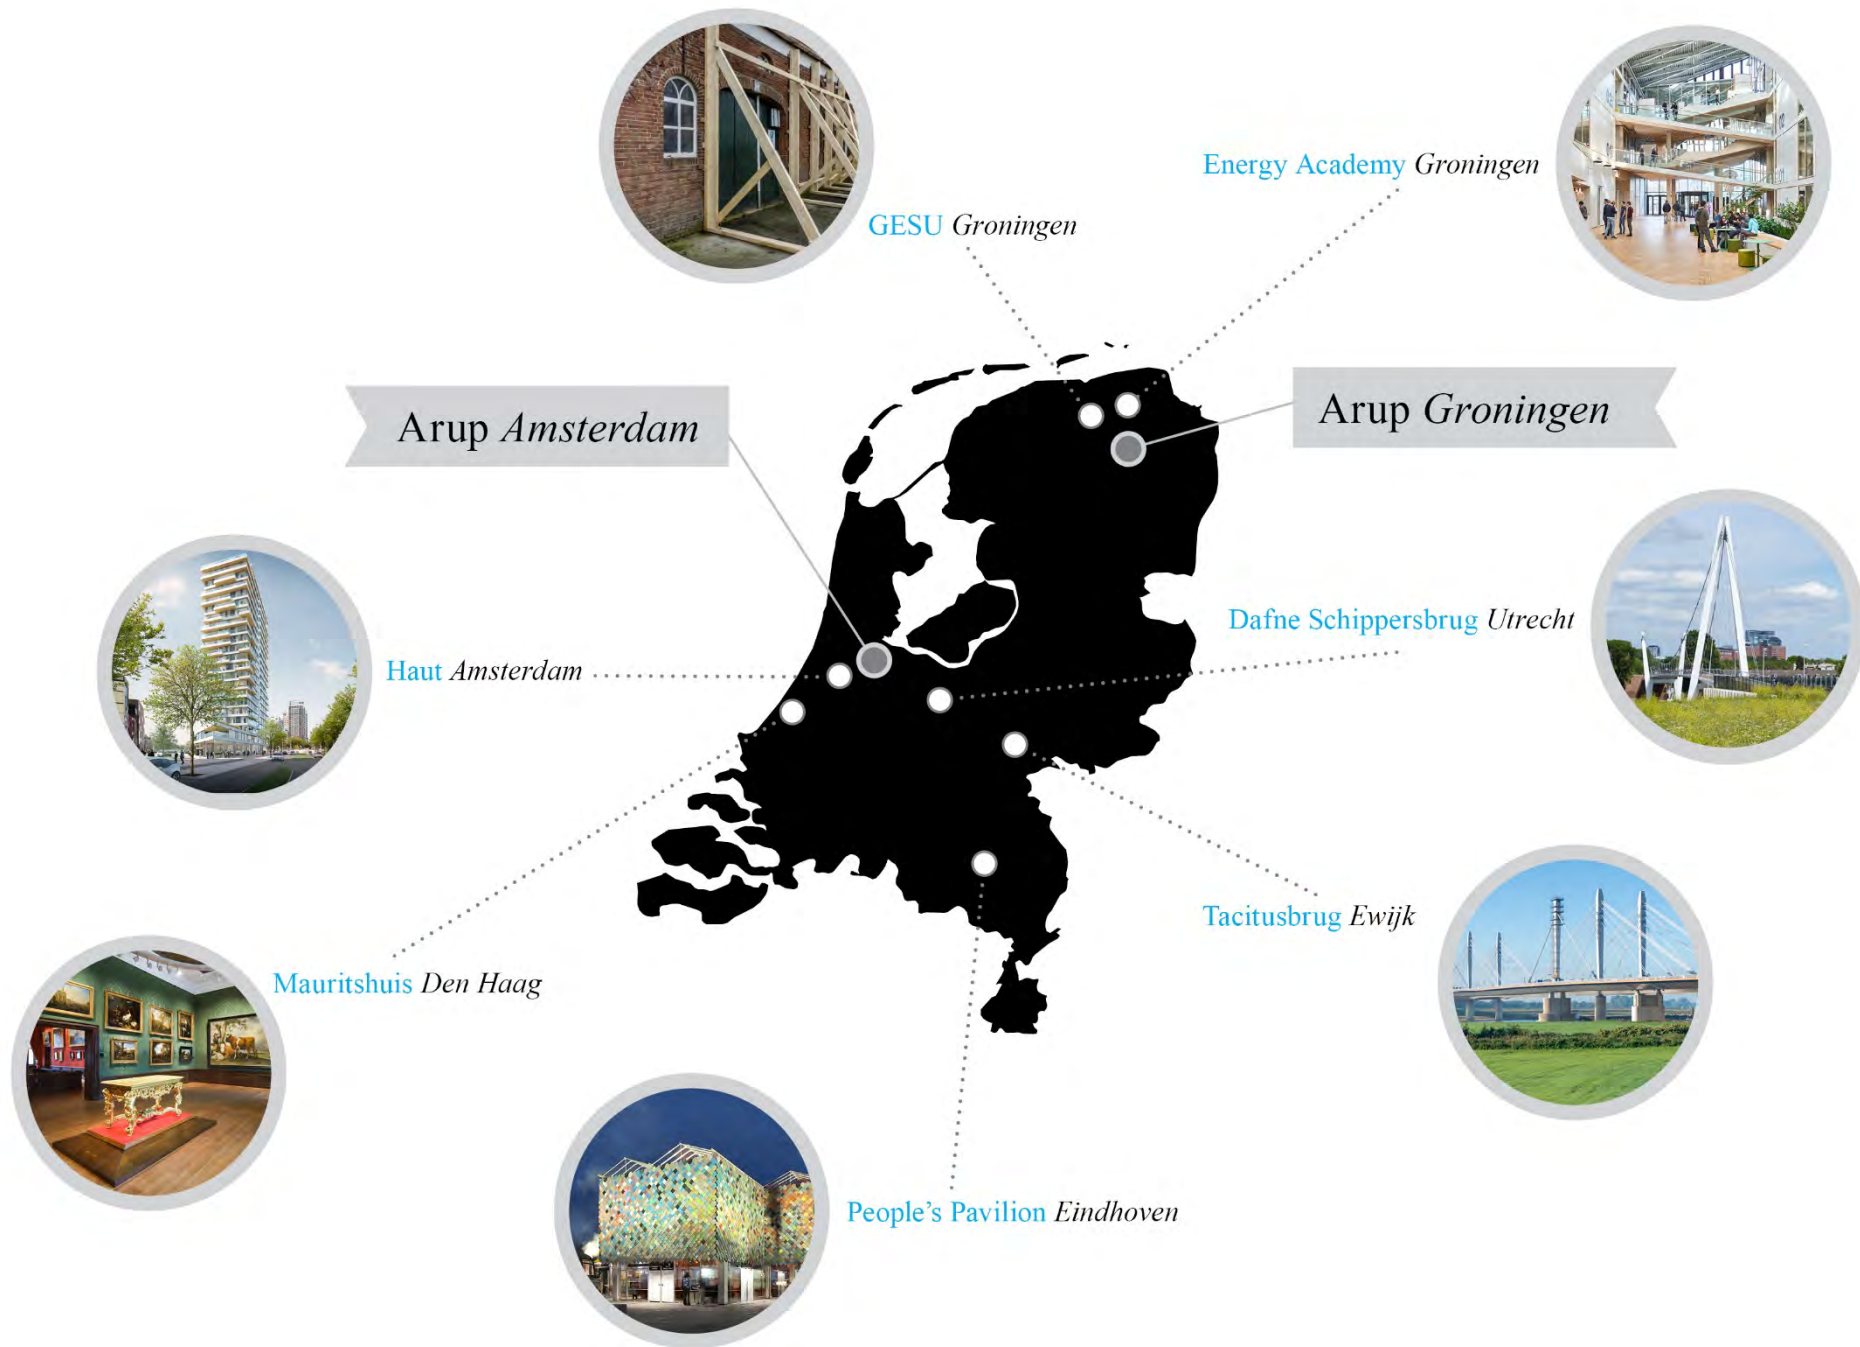 Energy Academy Groningen
GESU Groningen
Arup Amsterdam
Arup Groningen
Dafne Schippersbrug Utrecht
Haut Amsterdam
Tacitusbrug Ewijk
Mauritshuis Den Haag
People’s Pavilion Eindhoven